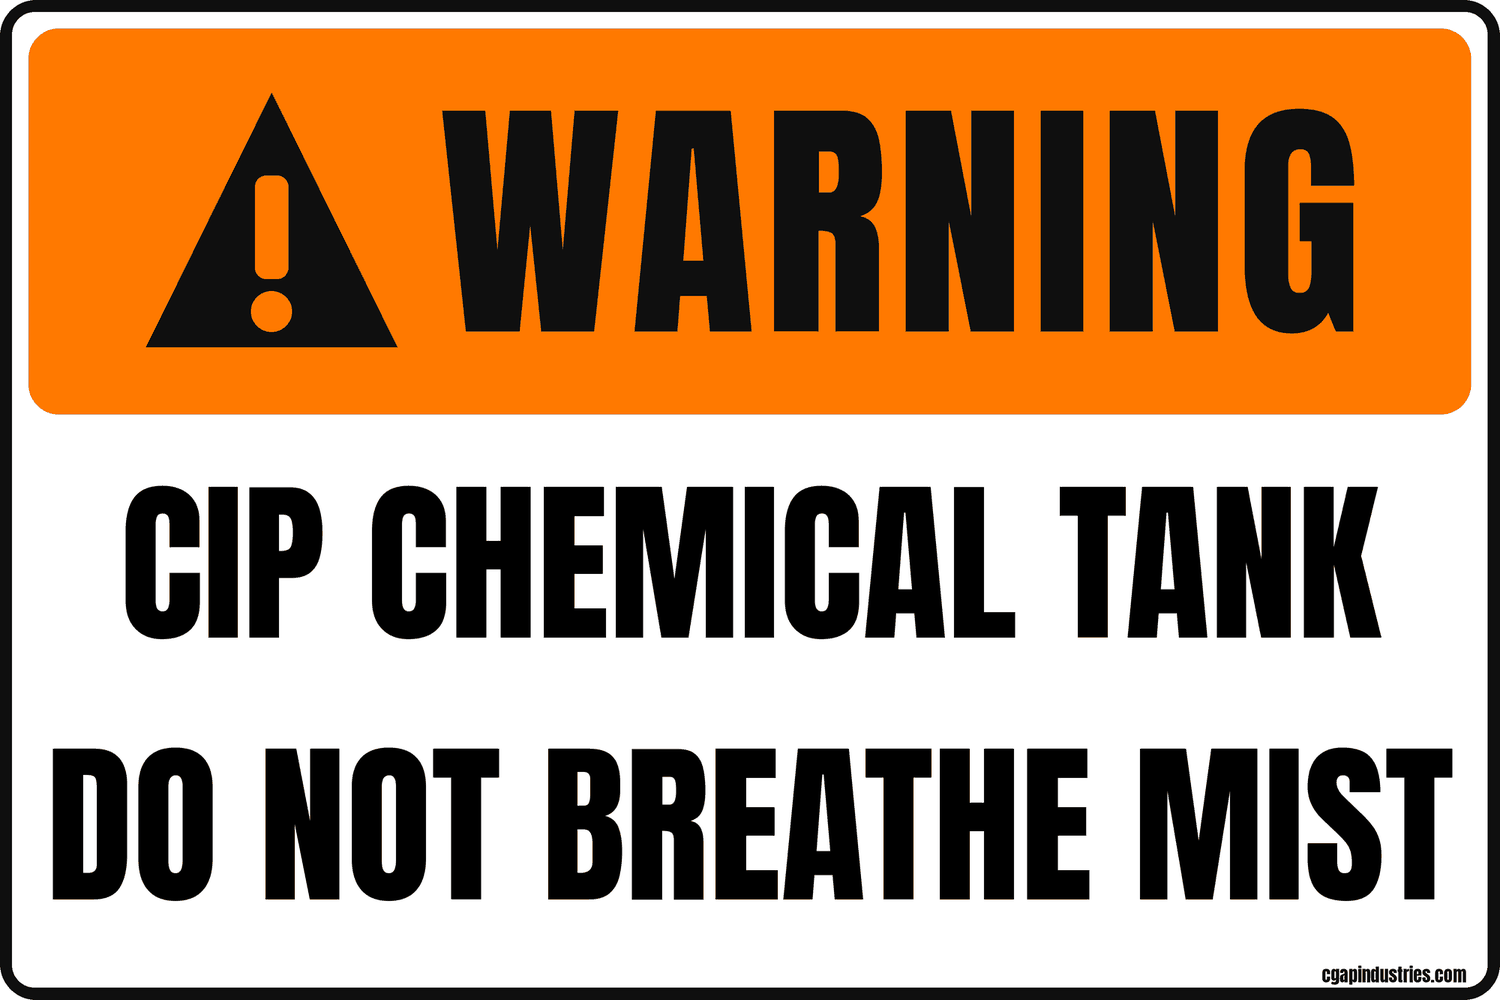 WARNING
CIP CHEMICAL TANK
DO NOT BREATHE MIST
cgapindustries.com